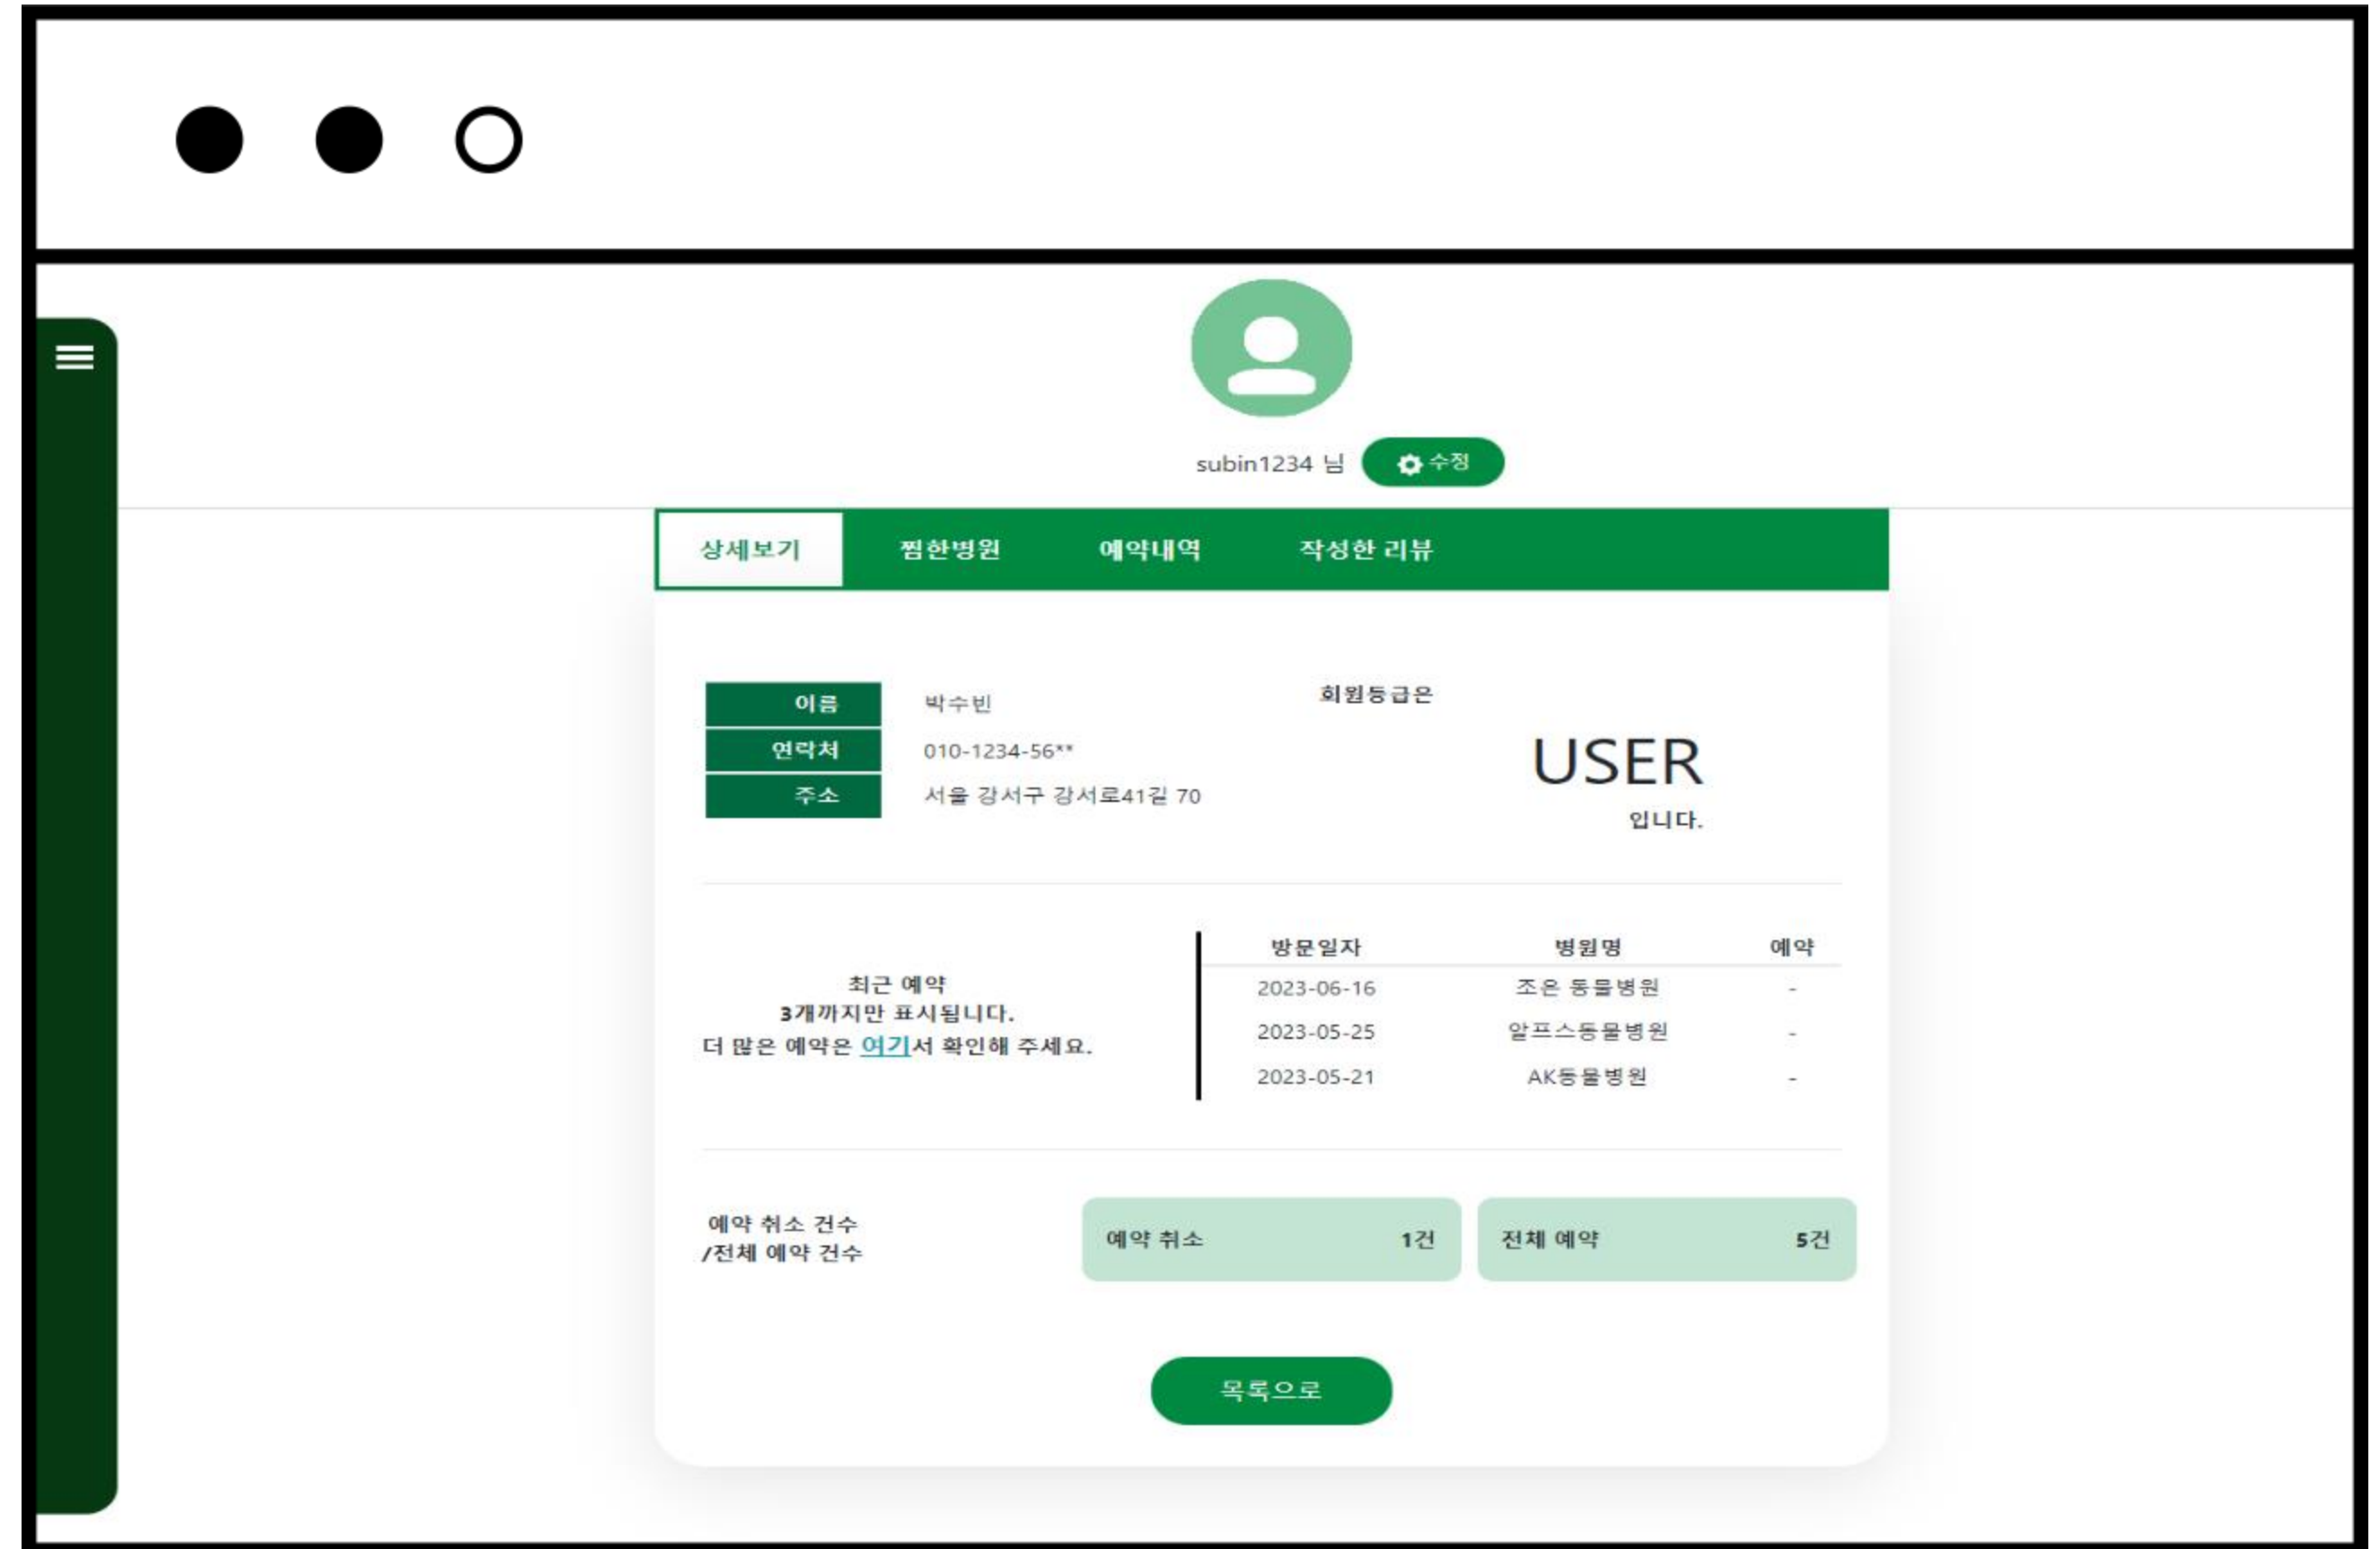 subin1234 님
수정
상세보기 찜한병원 예약내역 작성한 리뷰
이름 박수빈
연락처 010-1234-56**
주소 서울 강서구 강서로41길 70
회원등급은
USER
입니다.
최근 예약
3개까지만 표시됩니다.
더 많은 예약은 여기서 확인해 주세요.
방문일자 병원명 예약
2023-06-16 조은 동물병원 -
2023-05-25 알프스동물병원 -
2023-05-21 AK동물병원 -
예약 취소 건수
/전체 예약 건수
예약 취소 1건
전체 예약 5건
목록으로